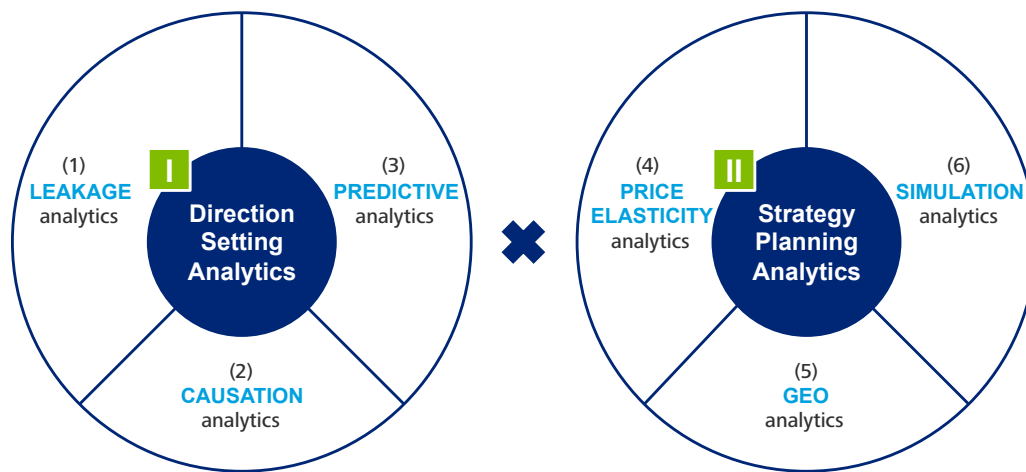 I
Direction
Setting
Analytics
(1)
LEAKAGE
analytics
(2)
CAUSATION
analytics
(3)
PREDICTIVE
analytics
II
Strategy
Planning
Analytics
(4)
PRICE
ELASTICITY
analytics
(5)
GEO
analytics
(6)
SIMULATION
analytics